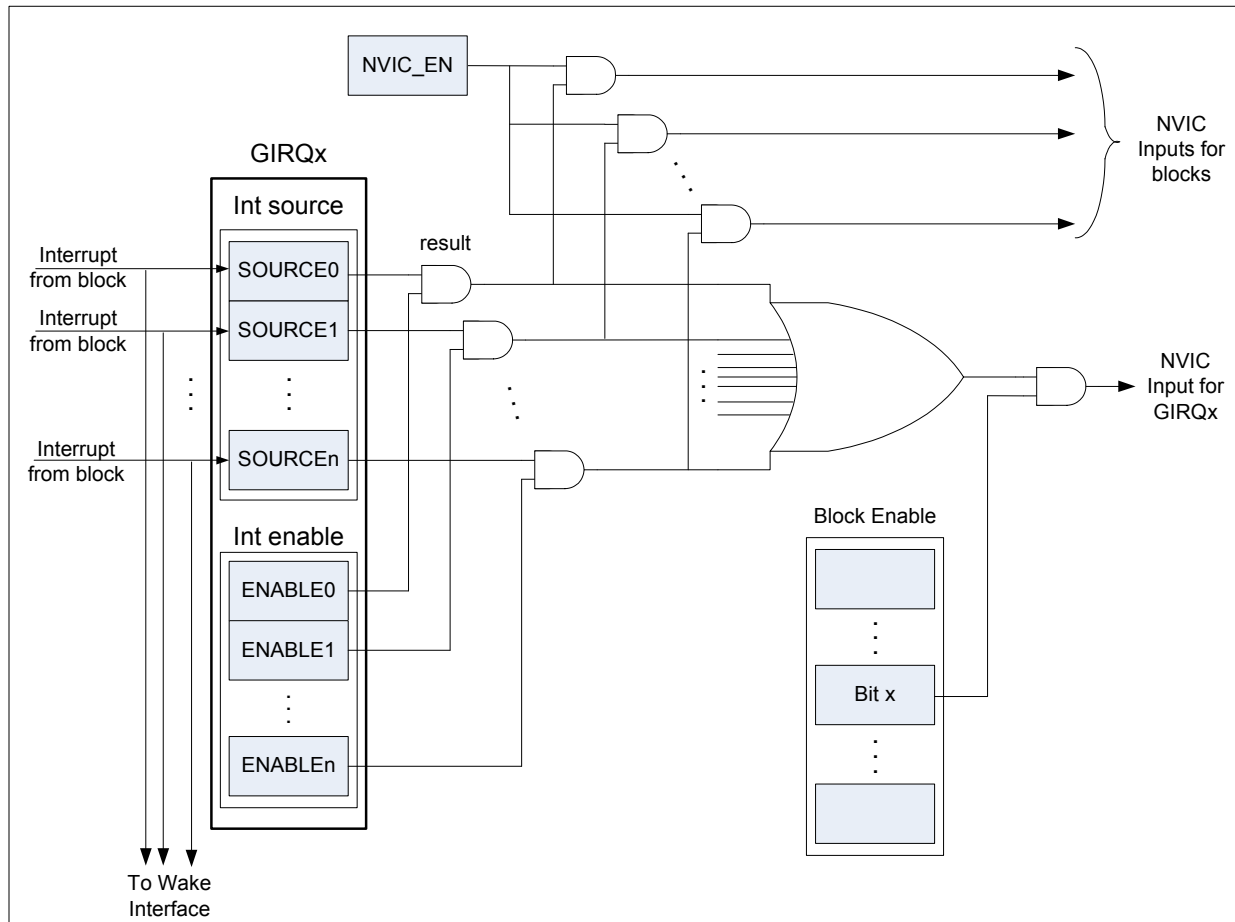 NVIC_EN
NVIC
Inputs for
blocks
GIRQx
Int source
result
Interrupt
from block
SOURCE0
Interrupt
from block
SOURCE1
Interrupt
from block
SOURCEn
NVIC
Input for
GIRQx
Int enable
ENABLE0
ENABLE1
ENABLEn
Block Enable
Bit x
To Wake
Interface